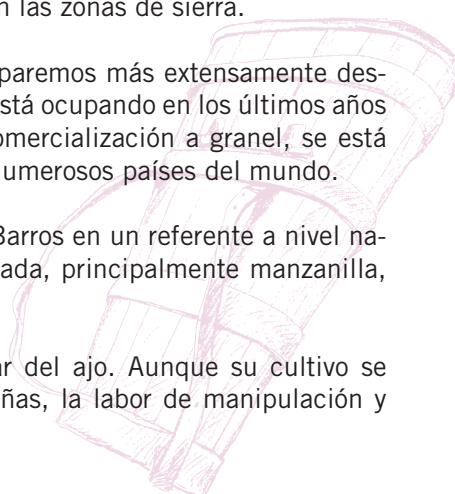 n las zonas de sierra.
paremos más extensamente des-
stá ocupando en los últimos años
omercialización a granel, se está
umerosos países del mundo.
Barros en un referente a nivel na-
ada, principalmente manzanilla,
ar del ajo. Aunque su cultivo se
ñas, la labor de manipulación y